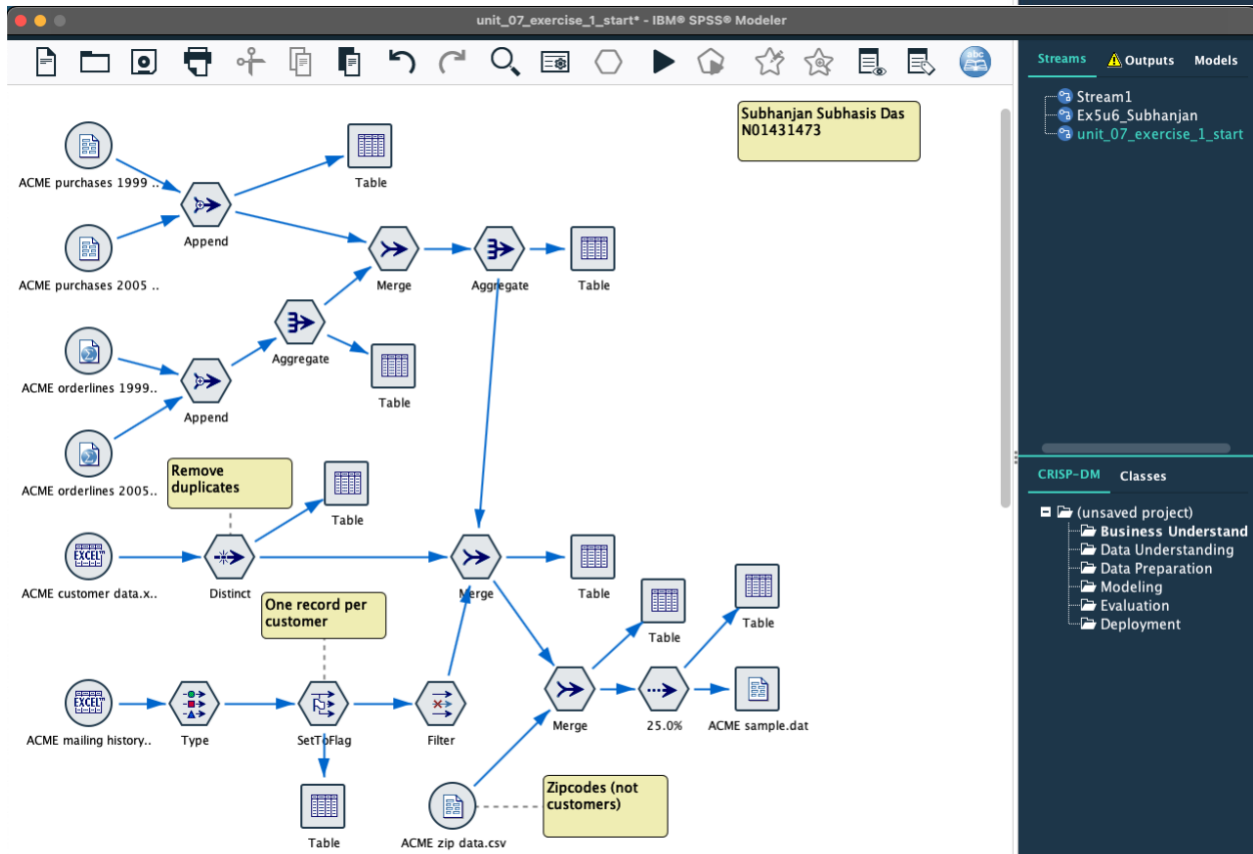 unit_07_exercise_1_start* - IBM® SPSS® Modeler
abc
Streams
Outputs
Models
Stream1
Ex5u6_Subhanjan
unit_07_exercise_1_start
Subhanjan Subhasis Das
N01431473
ACME purchases 1999 ..
Table
Append
ACME purchases 2005 ..
Merge
Aggregate
Table
Aggregate
ACME orderlines 1999..
Table
Append
ACME orderlines 2005..
Remove
duplicates
Table
EXCEL™
ACME customer data.x..
Distinct
Merge
Table
One record per
customer
Table
Table
EXCEL™
ACME mailing history..
Type
SetToFlag
Filter
Merge
25.0%
ACME sample.dat
Table
ACME zip data.csv
Zipcodes (not
customers)
CRISP-DM
Classes
(unsaved project)
Business Understand
Data Understanding
Data Preparation
Modeling
Evaluation
Deployment